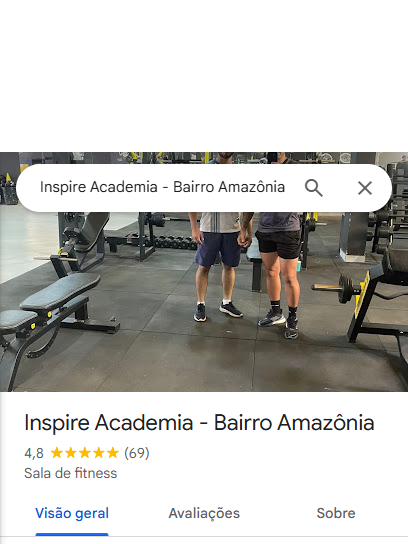 Inspire Academia - Bairro Amazônia
Inspire Academia - Bairro Amazônia
4,8 (69)
Sala de fitness
Visão geral Avaliações Sobre